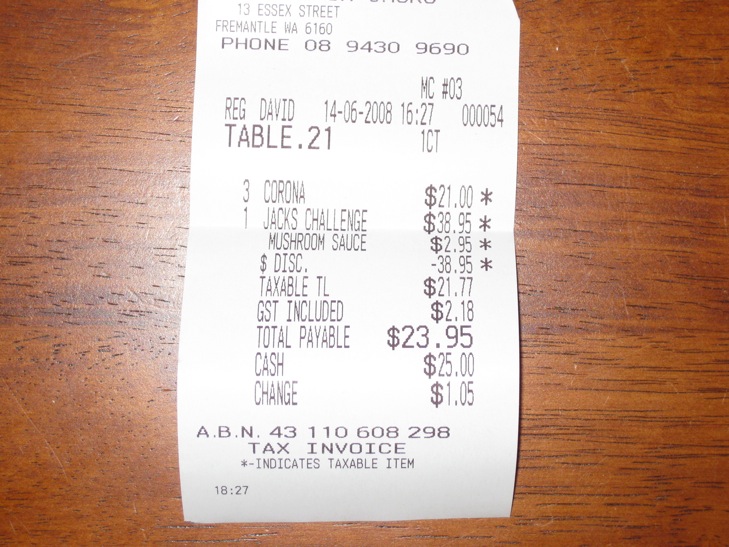 13 ESSEX STREET
FREMANTLE WA 6160
PHONE 08 9430 9690
MC #03
REG DAVID 14-06-2008 16:27 000054
TABLE.21 1CT
3 CORONA $21.00 *
1 JACKS CHALLENGE $38.95 *
MUSHROOM SAUCE $2.95 *
$ DISC. -38.95 *
TAXABLE TL $21.77
GST INCLUDED $2.18
TOTAL PAYABLE $23.95
CASH $25.00
CHANGE $1.05
A.B.N. 43 110 608 298
TAX INVOICE
*-INDICATES TAXABLE ITEM
18:27